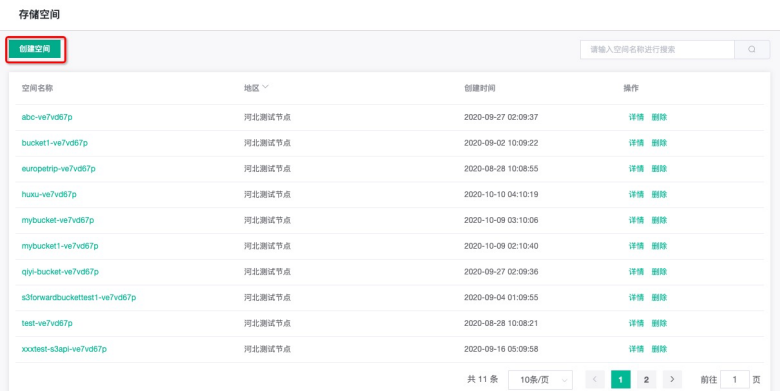 存储空间
创建空间 请输入空间名称进行搜索
空间名称 地区 创建时间 操作
abc-ve7vd67p 河北测试节点 2020-09-27 02:09:37 详情 删除
bucket1-ve7vd67p 河北测试节点 2020-09-02 10:09:22 详情 删除
europetrip-ve7vd67p 河北测试节点 2020-08-28 10:08:55 详情 删除
huxu-ve7vd67p 河北测试节点 2020-10-10 04:10:19 详情 删除
mybucket-ve7vd67p 河北测试节点 2020-10-09 03:10:06 详情 删除
mybucket1-ve7vd67p 河北测试节点 2020-10-09 02:10:40 详情 删除
qiyi-bucket-ve7vd67p 河北测试节点 2020-09-27 02:09:36 详情 删除
s3forwardbuckettest1-ve7vd67p 河北测试节点 2020-09-04 01:09:55 详情 删除
test-ve7vd67p 河北测试节点 2020-08-28 10:08:21 详情 删除
xxxtest-s3api-ve7vd67p 河北测试节点 2020-09-16 05:09:58 详情 删除
共 11 条 10条/页 1 2 前往 1 页